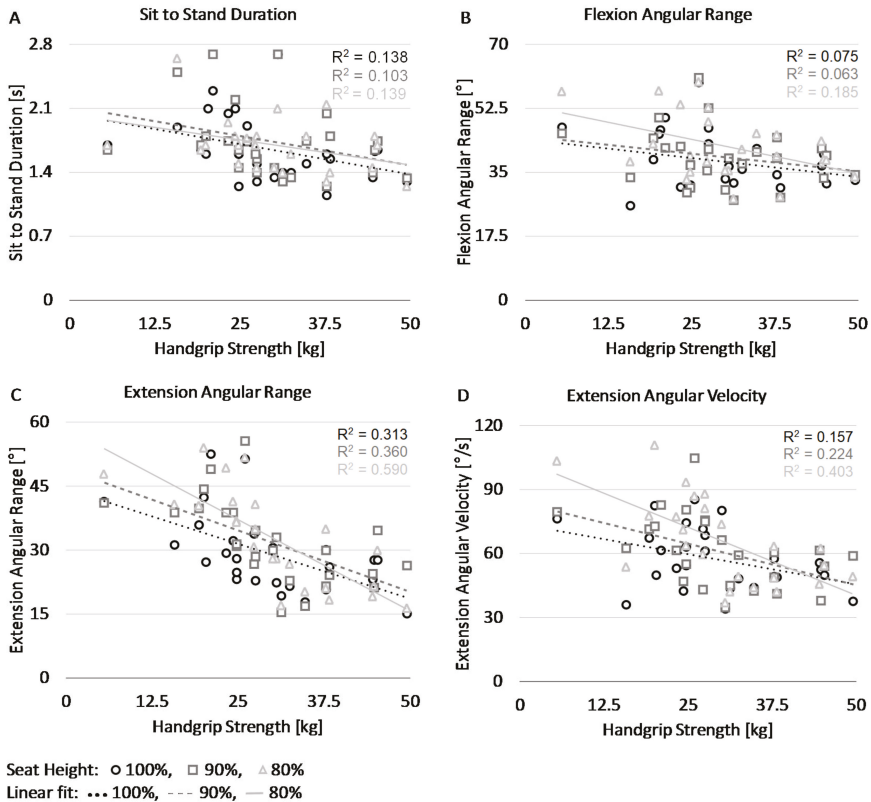 A Sit to Stand Duration
Sit to Stand Duration [s]
2.8
2.1
1.4
0.7
0
R² = 0.138
R² = 0.103
R² = 0.139
0 12.5 25 37.5 50
Handgrip Strength [kg]
B Flexion Angular Range
Flexion Angular Range [°]
70
52.5
35
17.5
0
R² = 0.075
R² = 0.063
R² = 0.185
0 12.5 25 37.5 50
Handgrip Strength [kg]
C Extension Angular Range
Extension Angular Range [°]
60
45
30
15
0
R² = 0.313
R² = 0.360
R² = 0.590
0 12.5 25 37.5 50
Handgrip Strength [kg]
D Extension Angular Velocity
Extension Angular Velocity [°/s]
120
90
60
30
0
R² = 0.157
R² = 0.224
R² = 0.403
0 12.5 25 37.5 50
Handgrip Strength [kg]
Seat Height: 100%, 90%, 80%
Linear fit: 100%, 90%, 80%